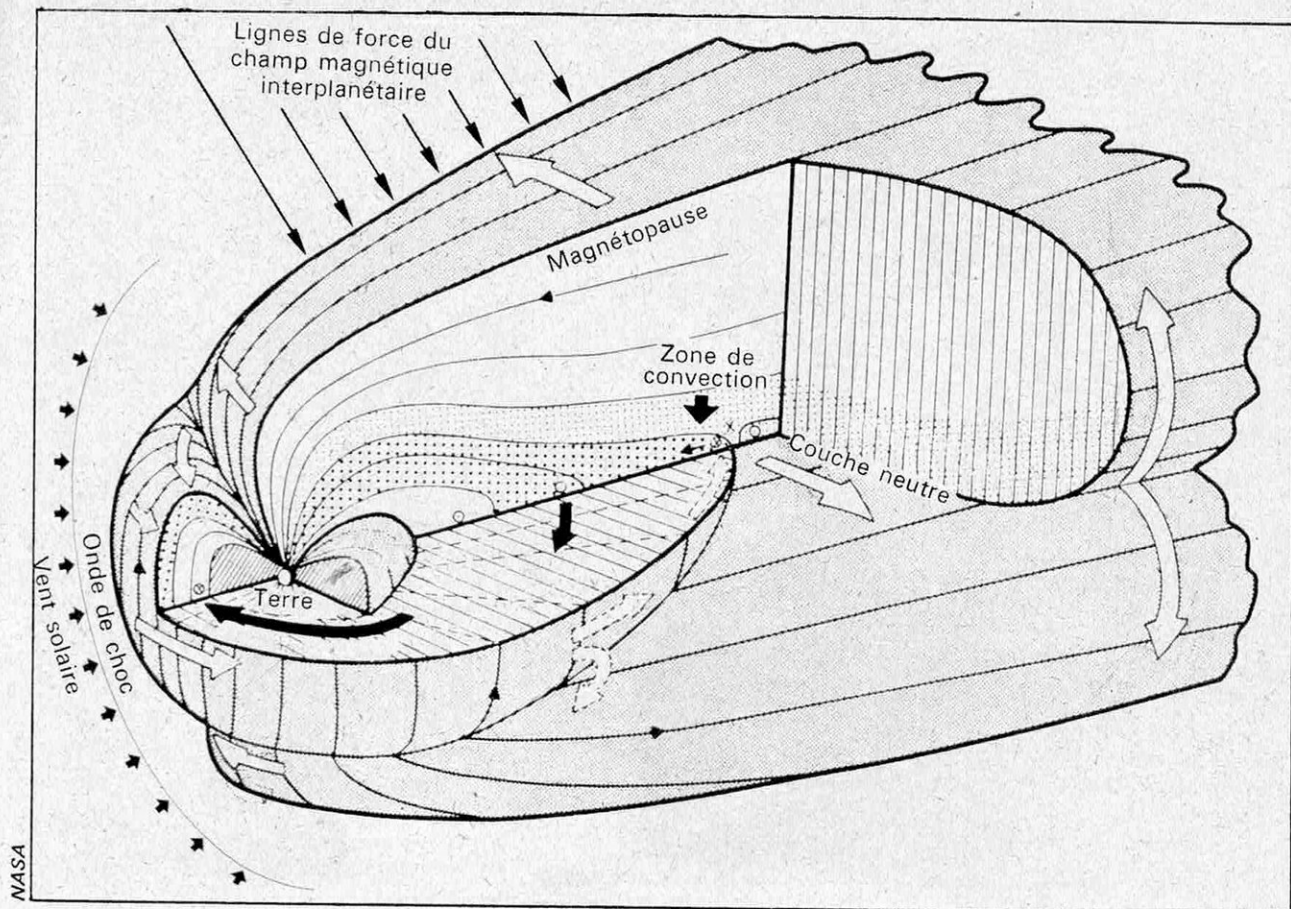 Lignes de force du
champ magnétique
interplanétaire
Magnétopause
Zone de
convection
Couche neutre
Terre
Onde de choc
Vent solaire
NASA